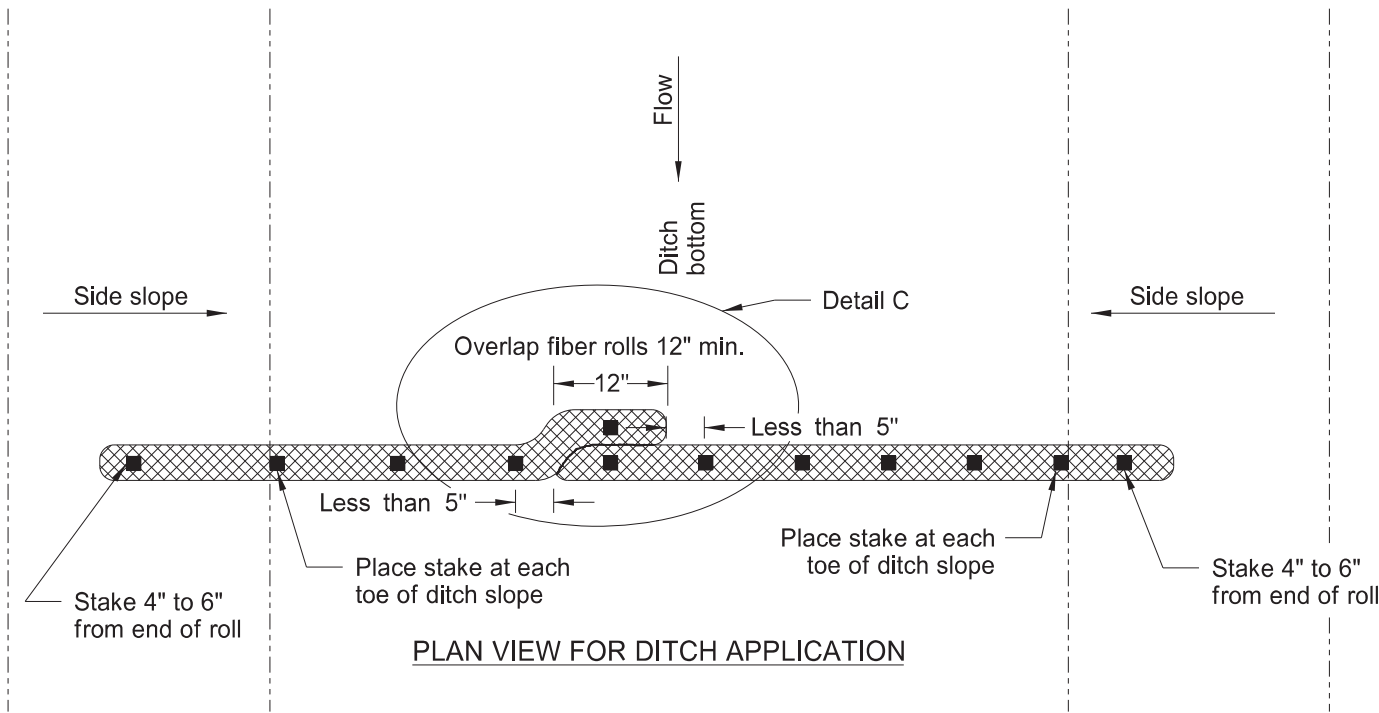 Flow
Ditch
bottom
Side slope
Side slope
Detail C
Overlap fiber rolls 12" min.
12"
Less than 5"
Less than 5"
Place stake at each
toe of ditch slope
Place stake at each
toe of ditch slope
Stake 4" to 6"
from end of roll
Stake 4" to 6"
from end of roll
PLAN VIEW FOR DITCH APPLICATION